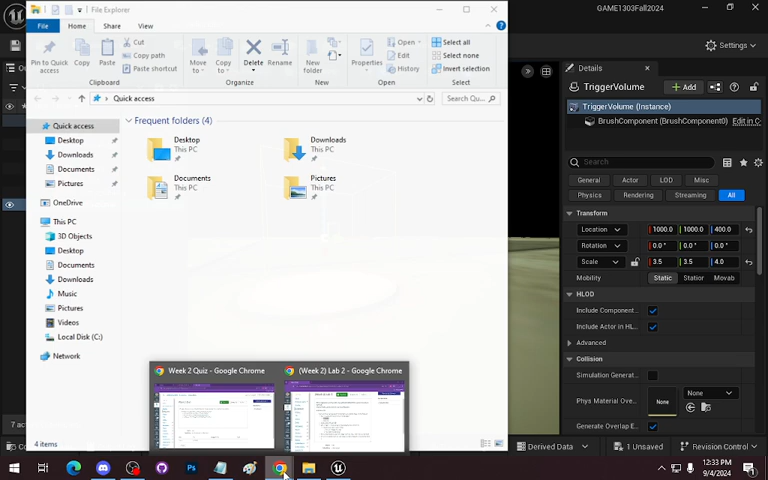 File Explorer
GAME1303Fall2024
File Home Share View
Settings
Pin to Quick access
Copy
Paste
Cut
Copy path
Paste shortcut
Clipboard
Move to
Copy to
Delete
Rename
Organize
New folder
New
Properties
Open
Edit
History
Open
Select all
Select none
Invert selection
Select
Quick access
Search Qu...
Quick access
Desktop
Downloads
Documents
Pictures
OneDrive
This PC
3D Objects
Desktop
Documents
Downloads
Music
Pictures
Videos
Local Disk (C:)
Network
4 items
Frequent folders (4)
Desktop
This PC
Downloads
This PC
Documents
This PC
Pictures
This PC
Week 2 Quiz - Google Chrome
(Week 2) Lab 2 - Google Chrome
Details
TriggerVolume
Add
TriggerVolume (Instance)
BrushComponent (BrushComponent0) Edit in C-
Search
General Actor LOD Misc
Physics Rendering Streaming All
Transform
Location 1000.0 1000.0 400.0
Rotation 0.0 ° 0.0 ° 0.0 °
Scale 3.5 3.5 4.0
Mobility Static Station Movab
HLOD
Include Component...
Include Actor in HL...
Advanced
Collision
Simulation Generat...
Phys Material Ove... None None
Generate Overlap E...
Derived Data 1 Unsaved Revision Control
Ps
12:33 PM
9/4/2024